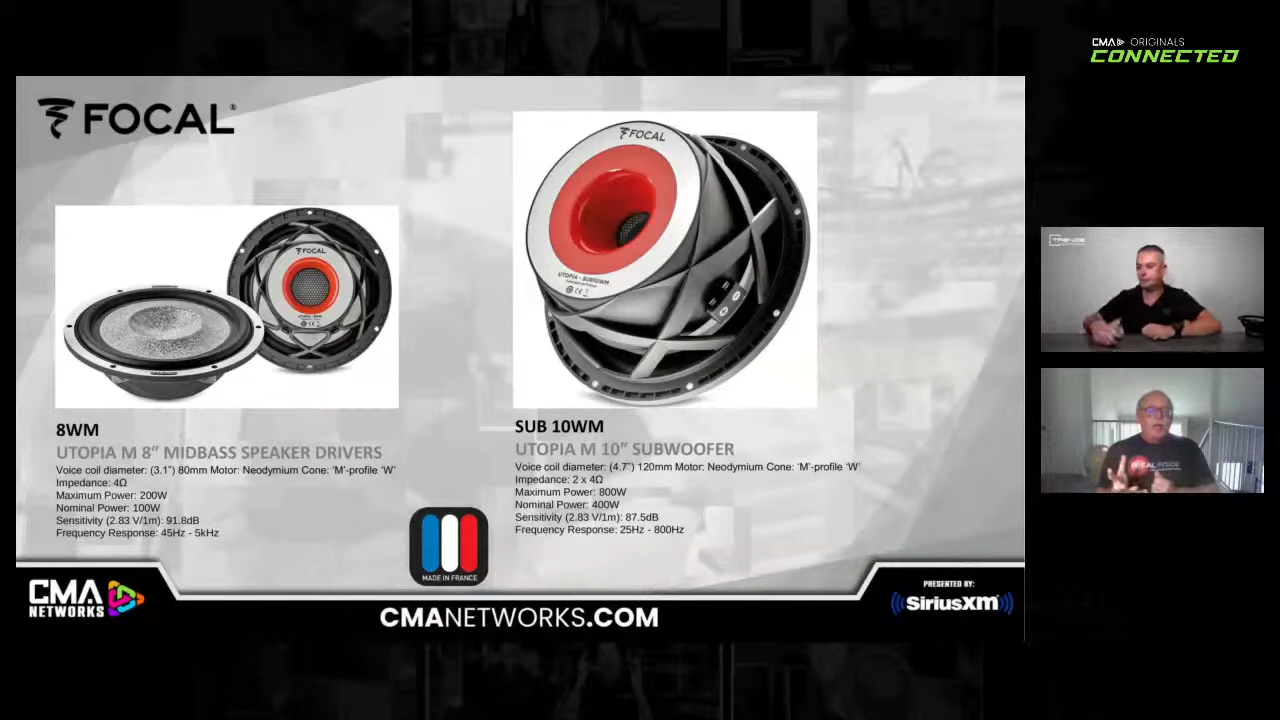 CMA ORIGINALS
CONNECTED
FOCAL®
FOCAL
FOCAL
UTOPIA - SUB10WM
8WM
UTOPIA M 8” MIDBASS SPEAKER DRIVERS
Voice coil diameter: (3.1”) 80mm Motor: Neodymium Cone: ‘M’-profile ‘W’
Impedance: 4Ω
Maximum Power: 200W
Nominal Power: 100W
Sensitivity (2.83 V/1m): 91.8dB
Frequency Response: 45Hz - 5kHz
SUB 10WM
UTOPIA M 10” SUBWOOFER
Voice coil diameter: (4.7”) 120mm Motor: Neodymium Cone: ‘M’-profile ‘W’
Impedance: 2 x 4Ω
Maximum Power: 800W
Nominal Power: 400W
Sensitivity (2.83 V/1m): 87.5dB
Frequency Response: 25Hz - 800Hz
MADE IN FRANCE
TRENDS
INSIDE
CMA
NETWORKS
CMANETWORKS.COM
PRESENTED BY:
SiriusXM